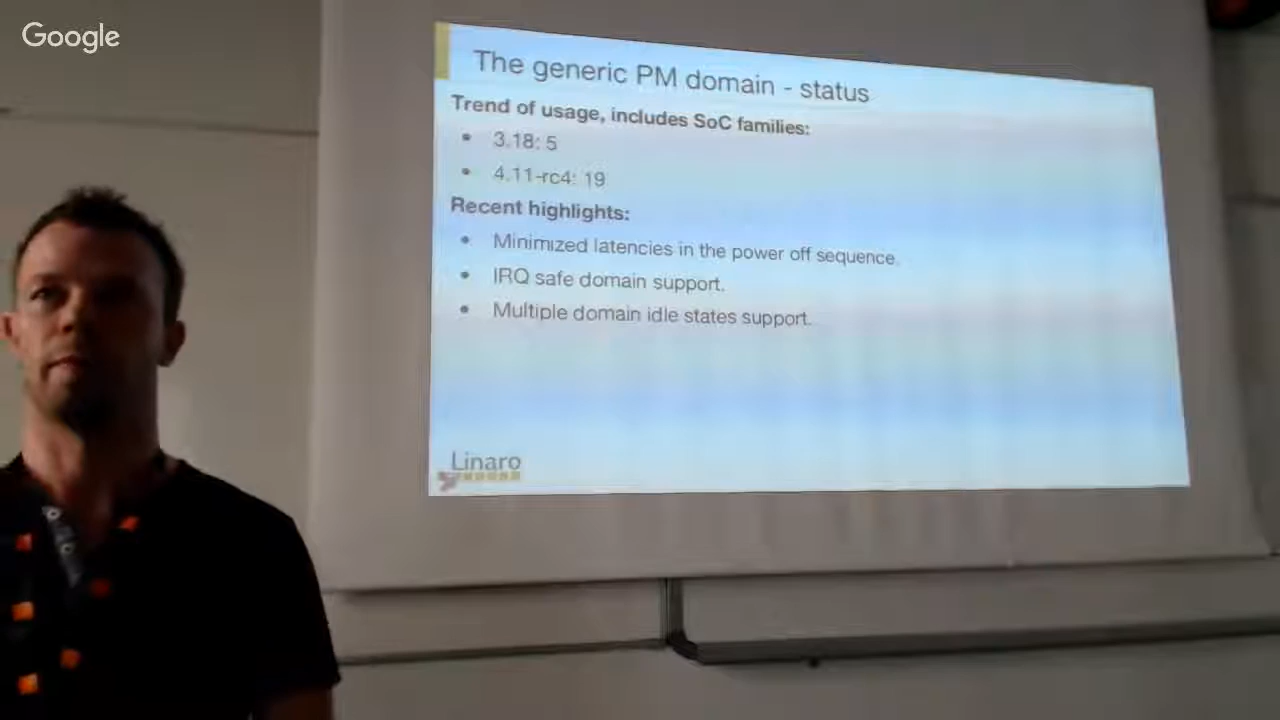 Google
The generic PM domain - status
Trend of usage, includes SoC families:
3.18: 5
4.11-rc4: 19
Recent highlights:
Minimized latencies in the power off sequence.
IRQ safe domain support.
Multiple domain idle states support.
Linaro